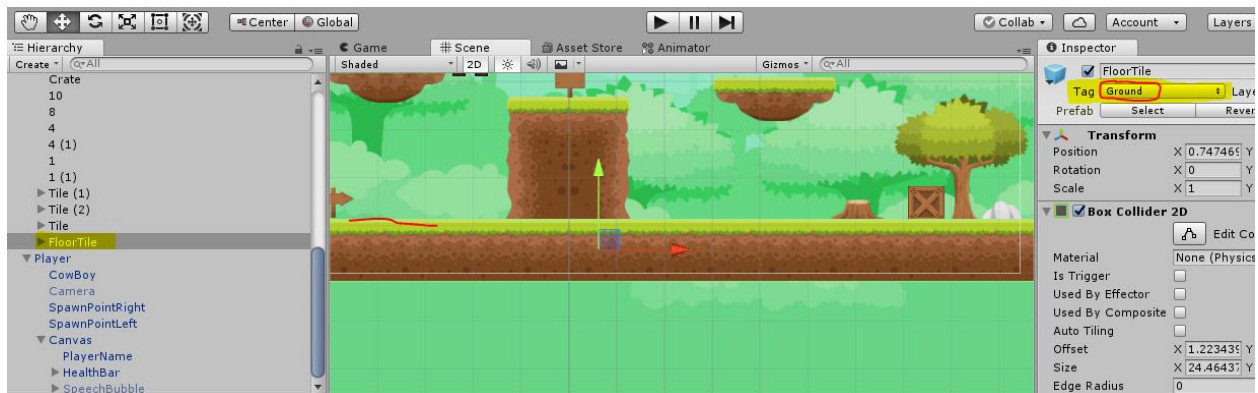 Center Global Collab Account Layers
Hierarchy Game Scene Asset Store Animator Inspector
Create All Shaded 2D Gizmos All
Crate
10
8
4
4 (1)
1
1 (1)
Tile (1)
Tile (2)
Tile
FloorTile
Player
CowBoy
Camera
SpawnPointRight
SpawnPointLeft
Canvas
PlayerName
HealthBar
SpeechBubble
FloorTile
Tag Ground Laye
Prefab Select Rever
Transform
Position X 0.747469 Y
Rotation X 0 Y
Scale X 1 Y
Box Collider 2D
Edit Co
Material None (Physics
Is Trigger
Used By Effector
Used By Composite
Auto Tiling
Offset X 1.223439 Y
Size X 24.46437 Y
Edge Radius 0